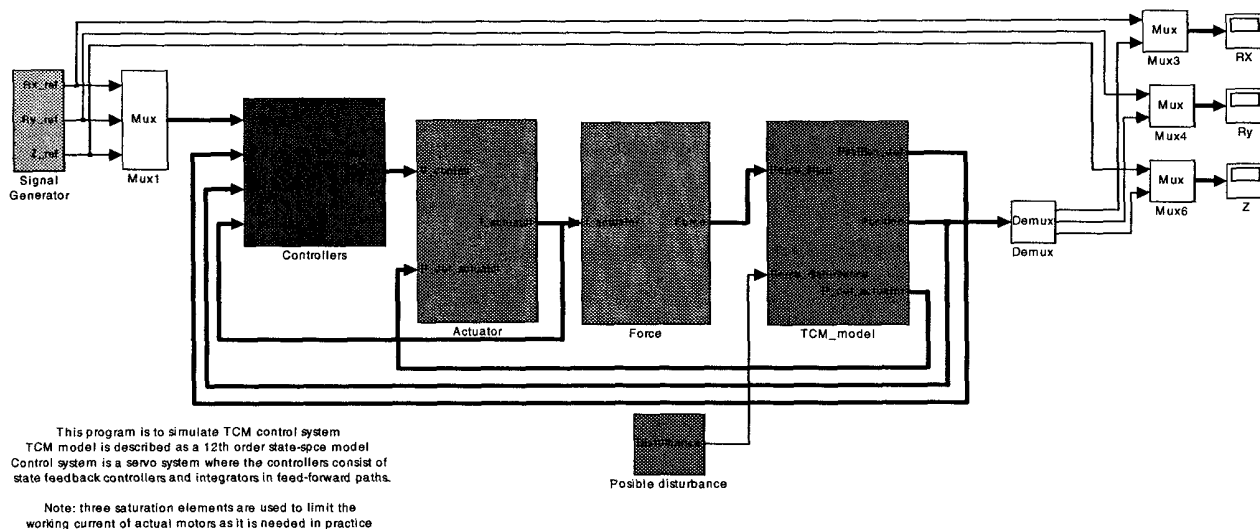 RX_ref
Ry_ref
Z_ref
Signal
Generator
Mux
Mux1
Controllers
Actuator
Force
TCM_model
Posible disturbance
Demux
Demux
Mux
Mux3
RX
Mux
Mux4
Ry
Mux
Mux6
Z
This program is to simulate TCM control system
TCM model is described as a 12th order state-spce model
Control system is a servo system where the controllers consist of
state feedback controllers and integrators in feed-forward paths.
Note: three saturation elements are used to limit the
working current of actual motors as it is needed in practice